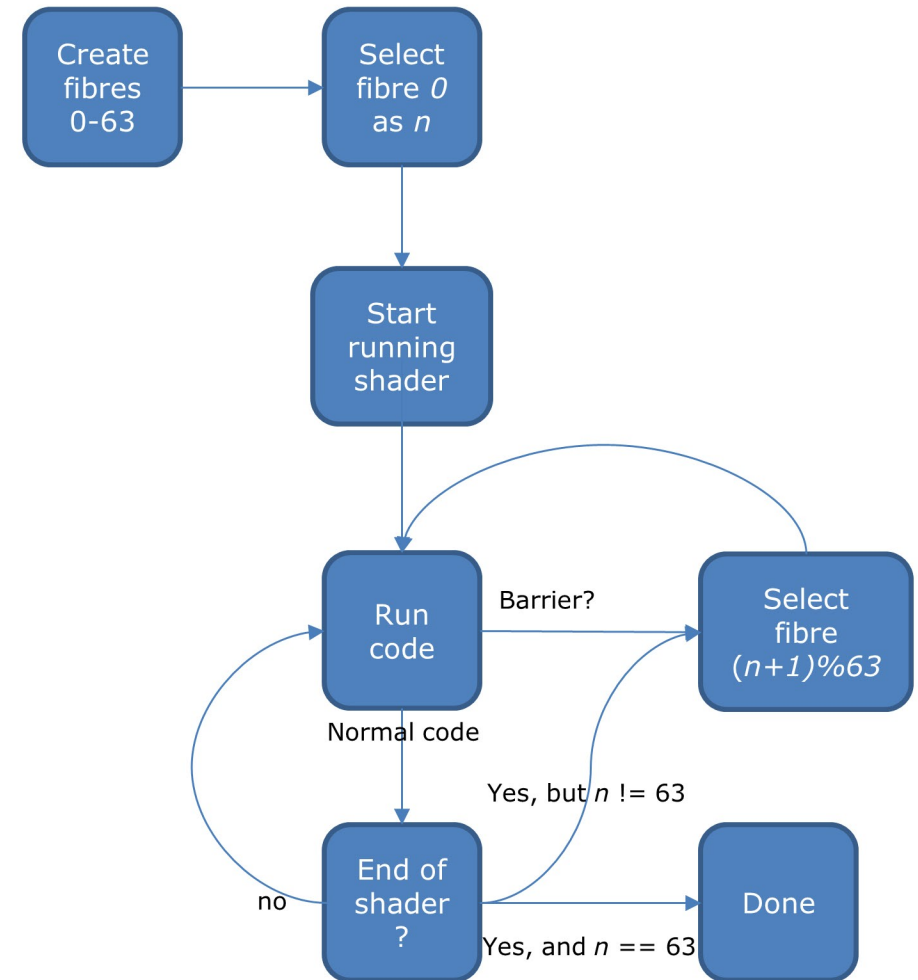 Create
fibres
0-63
Select
fibre 0
as n
Start
running
shader
Run
code
Barrier?
Select
fibre
(n+1)%63
Normal code
Yes, but n != 63
End of
shader
?
no
Done
Yes, and n == 63